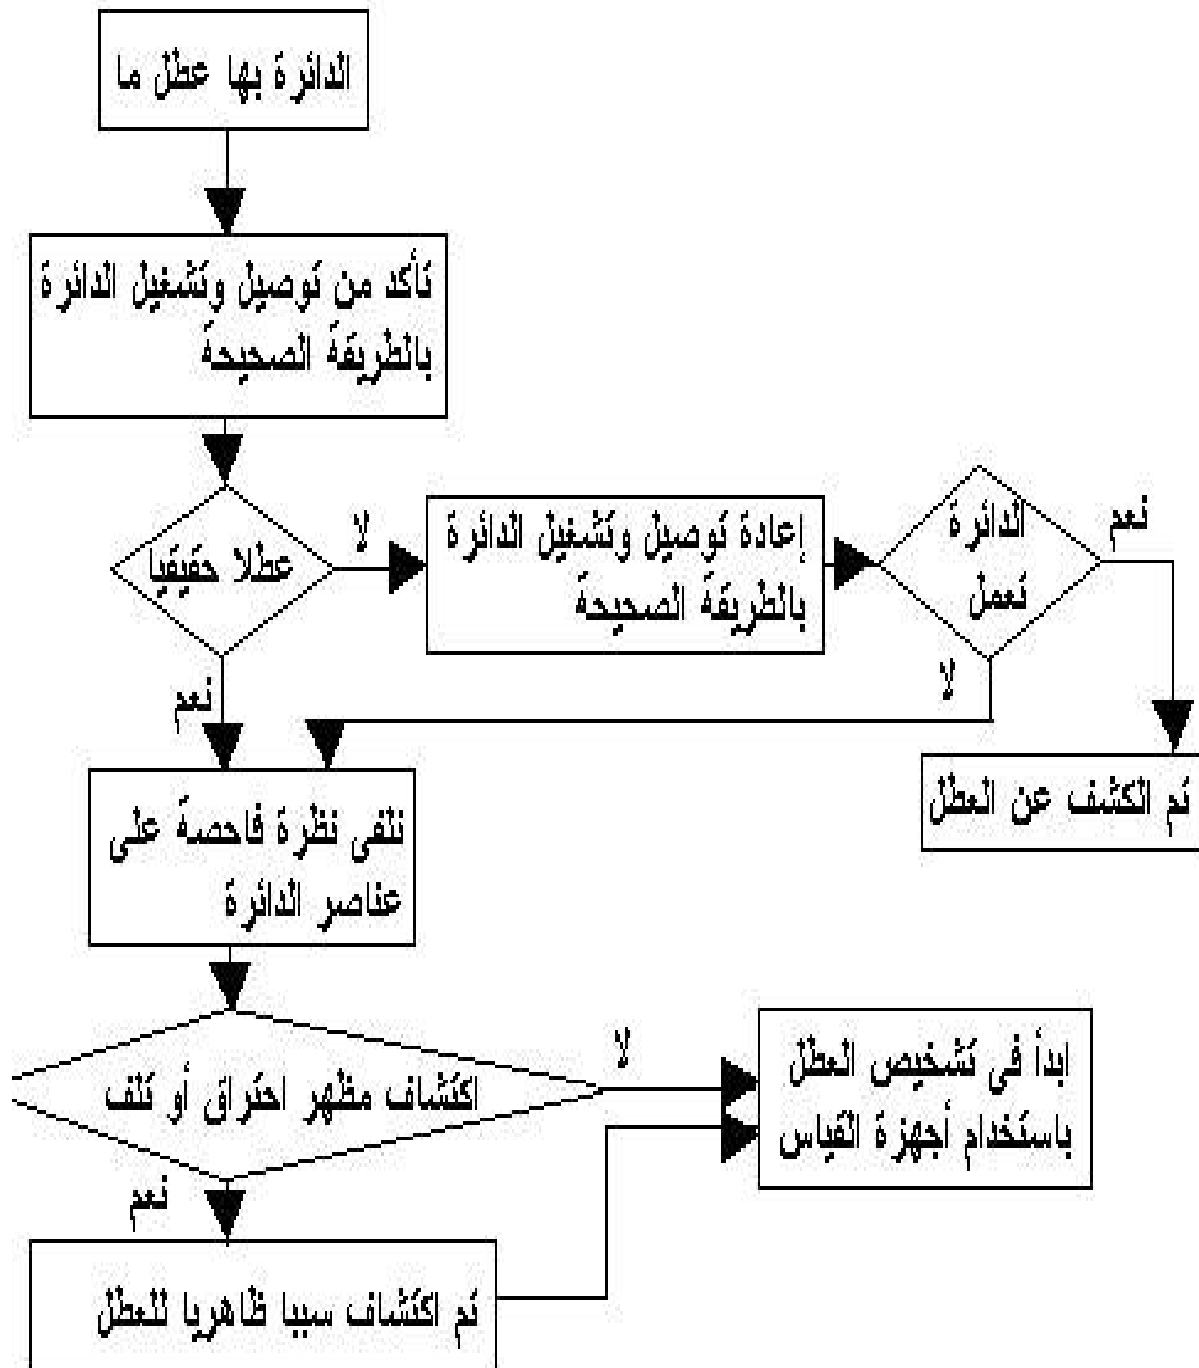 الدائرة بها عطل ما
تأكد من توصيل وتشغيل الدائرة
بالطريقة الصحيحة
عطلا حقيقيا
لا
إعادة توصيل وتشغيل الدائرة
بالطريقة الصحيحة
الدائرة
تعمل
نعم
لا
نعم
تم الكشف عن العطل
نلقى نظرة فاحصة على
عناصر الدائرة
اكتشاف مظهر احتراق أو تلف
لا
ابدأ فى تشخيص العطل
باستخدام أجهزة القياس
نعم
تم اكتشاف سببا ظاهريا للعطل